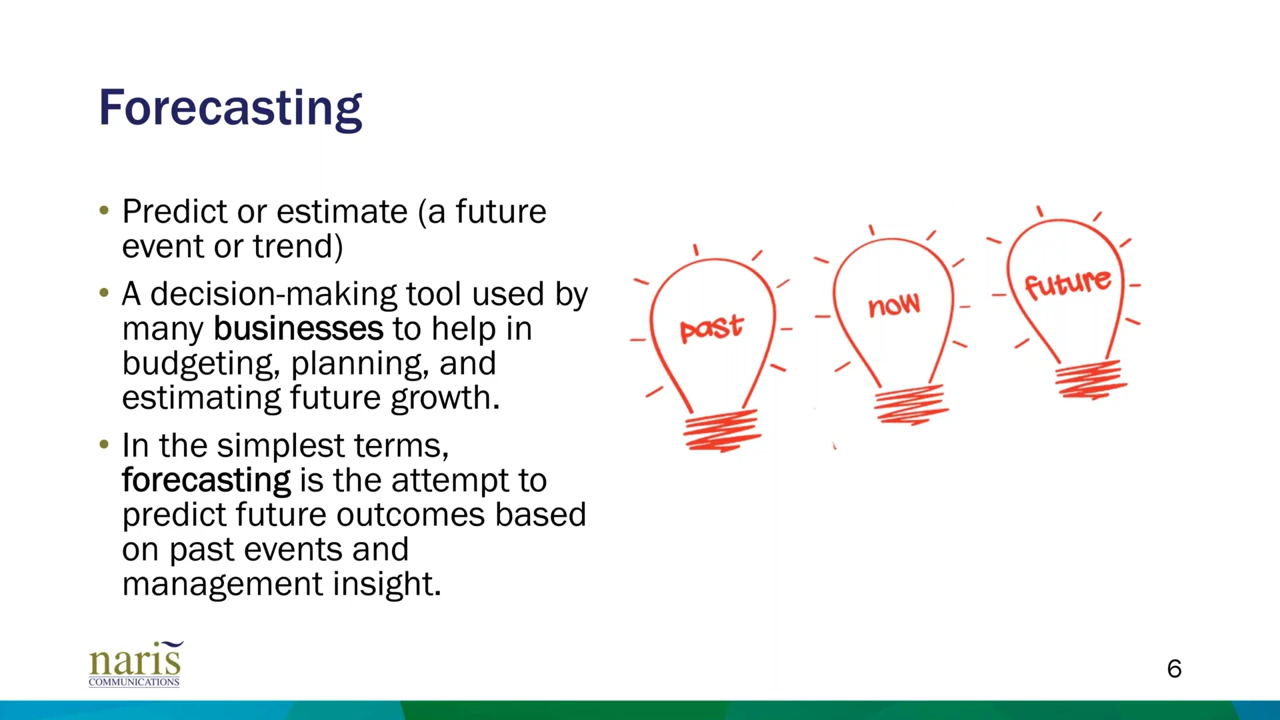 Forecasting
• Predict or estimate (a future
event or trend)
• A decision-making tool used by
many businesses to help in
budgeting, planning, and
estimating future growth.
• In the simplest terms,
forecasting is the attempt to
predict future outcomes based
on past events and
management insight.
past
now
future
naris
COMMUNICATIONS
6